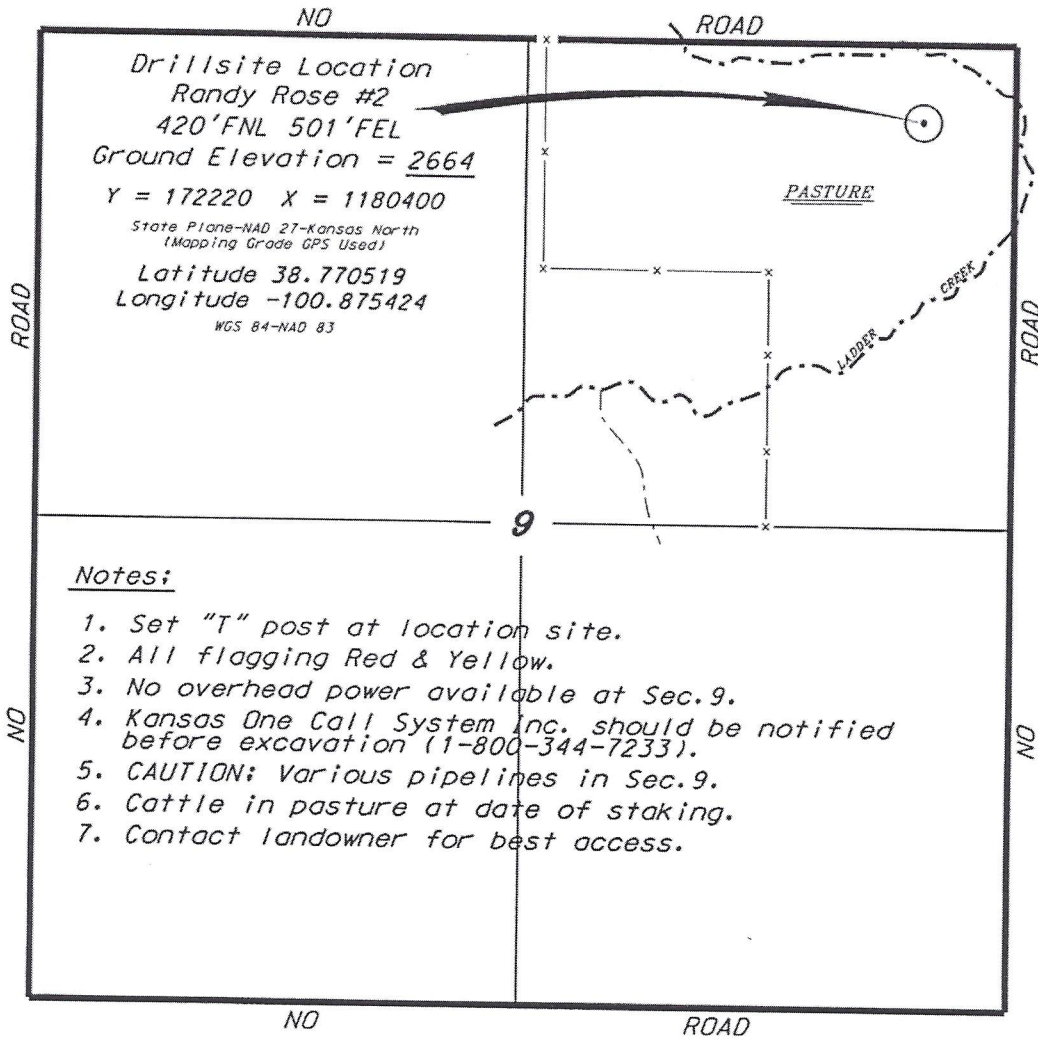 NO
ROAD
Drillsite Location
Randy Rose #2
420'FNL 501'FEL
Ground Elevation = 2664
Y = 172220 X = 1180400
State Plane-NAD 27-Kansas North
(Mapping Grade GPS Used)
Latitude 38.770519
Longitude -100.875424
WGS 84-NAD 83
PASTURE
ROAD
ROAD
CREEK
LADDER
9
Notes:
1. Set "T" post at location site.
2. All flagging Red & Yellow.
3. No overhead power available at Sec.9.
4. Kansas One Call System Inc. should be notified
before excavation (1-800-344-7233).
5. CAUTION: Various pipelines in Sec.9.
6. Cattle in pasture at date of staking.
7. Contact landowner for best access.
NO
NO
NO
ROAD